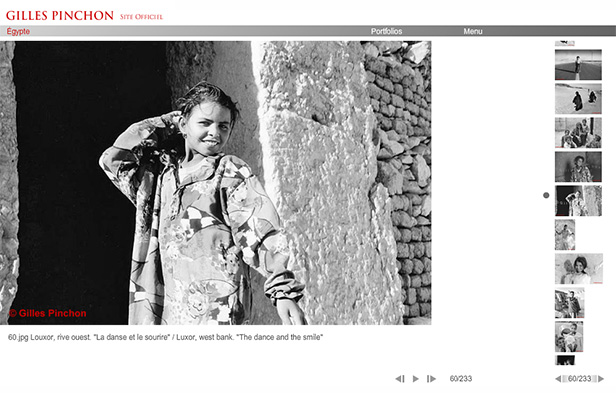 GILLES PINCHON SITE OFFICIEL
Égypte Portfolios Menu
© Gilles Pinchon
60.jpg Louxor, rive ouest. "La danse et le sourire" / Luxor, west bank. "The dance and the smile"
60/233 60/233